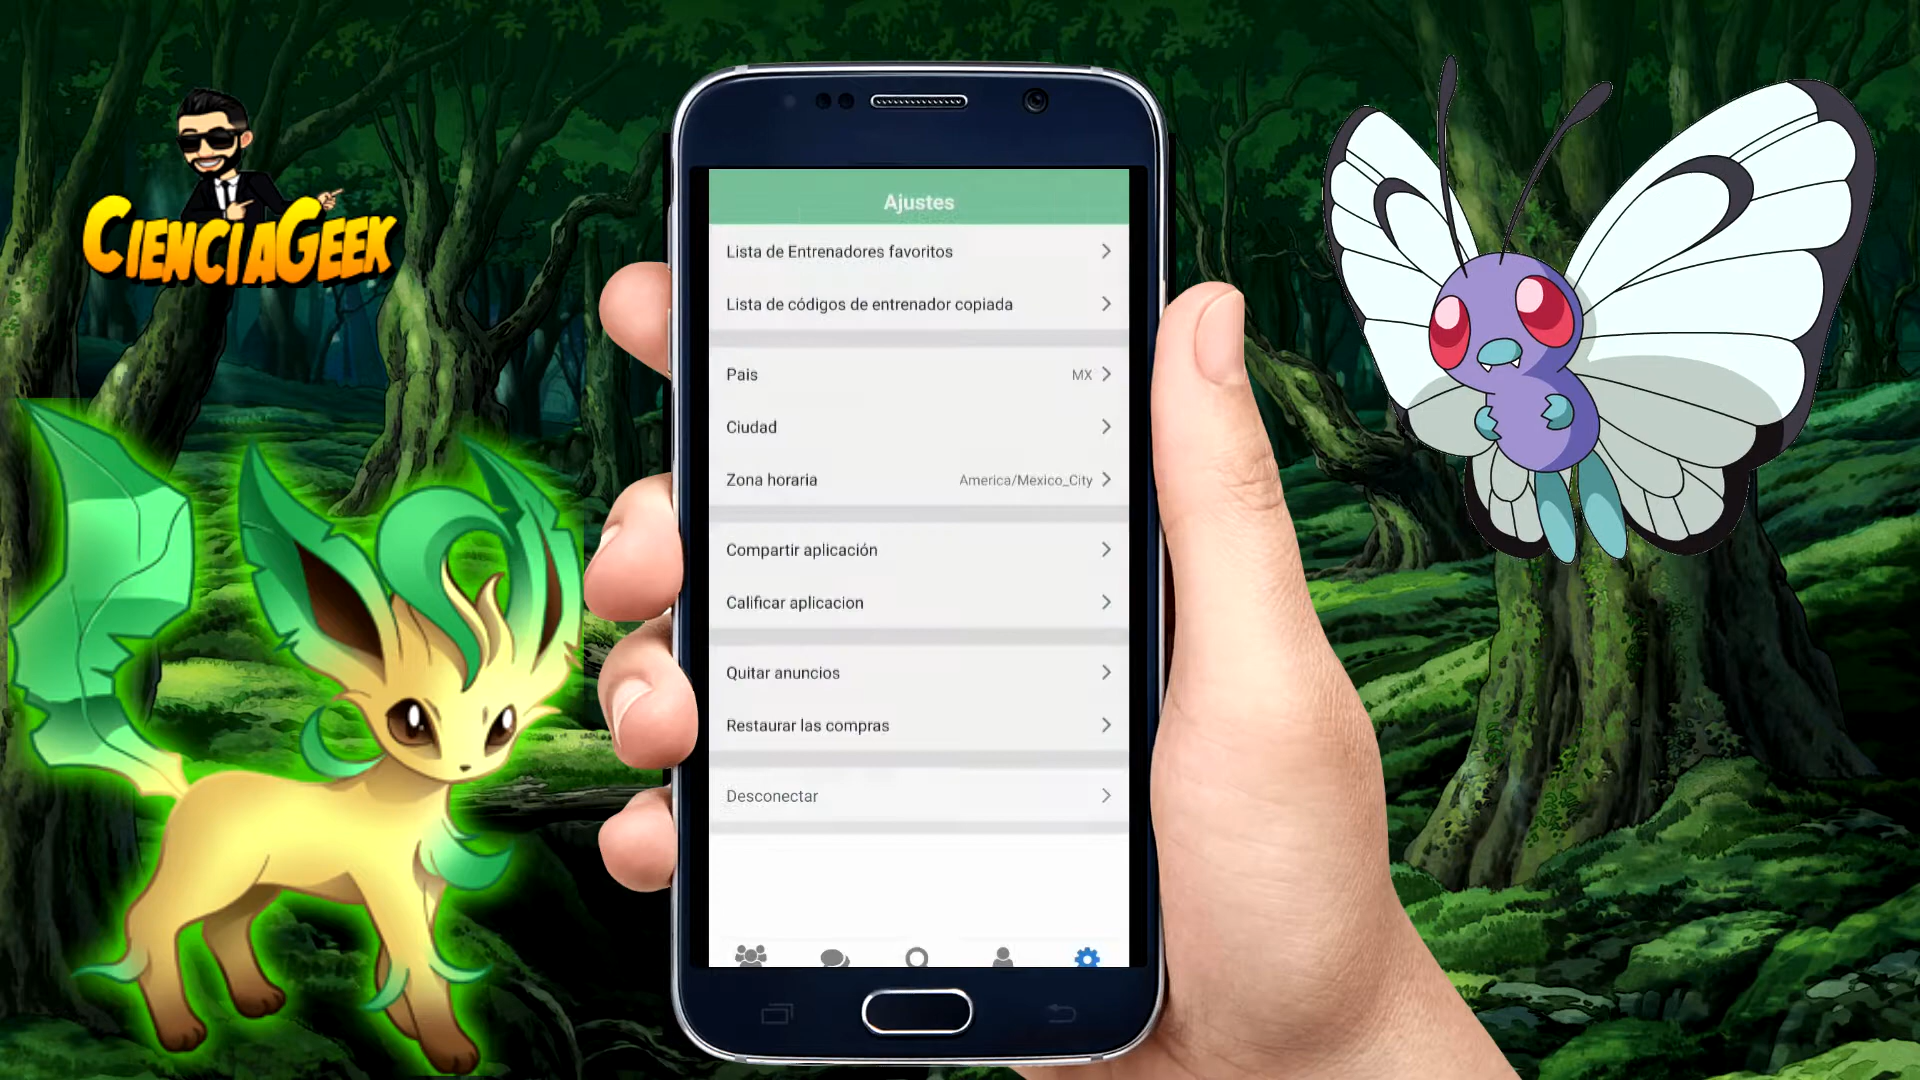 CienciaGeek
Ajustes
Lista de Entrenadores favoritos
Lista de códigos de entrenador copiada
Pais MX
Ciudad
Zona horaria America/Mexico_City
Compartir aplicación
Calificar aplicacion
Quitar anuncios
Restaurar las compras
Desconectar